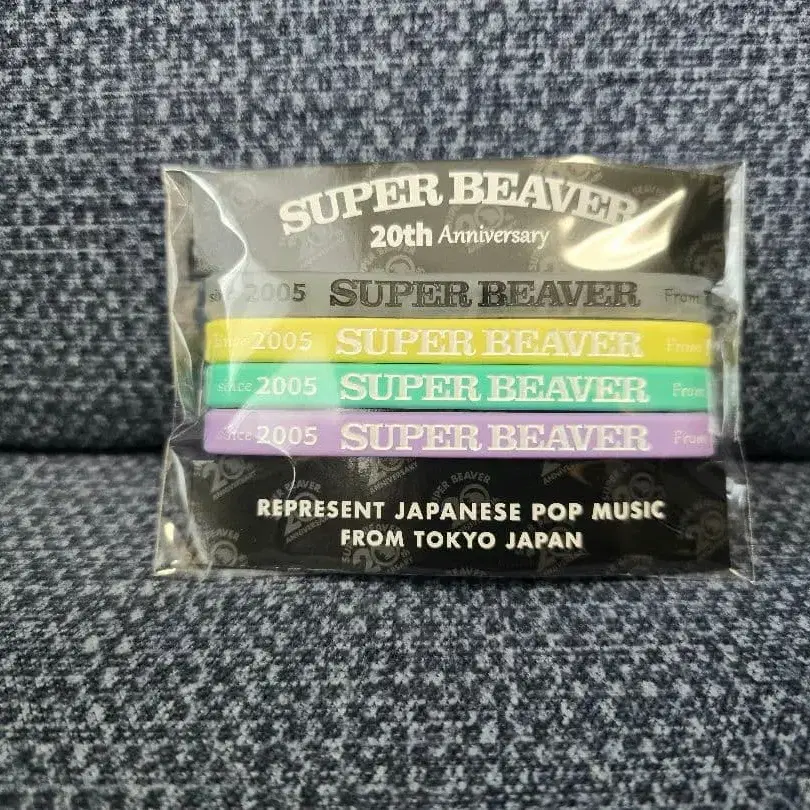 SUPER BEAVER
20th Anniversary
2005 SUPER BEAVER From
since 2005 SUPER BEAVER From
since 2005 SUPER BEAVER From
since 2005 SUPER BEAVER From
REPRESENT JAPANESE POP MUSIC
FROM TOKYO JAPAN